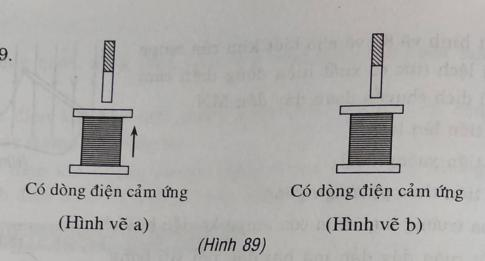 9.
Có dòng điện cảm ứng Có dòng điện cảm ứng
(Hình vẽ a) (Hình vẽ b)
(Hình 89)